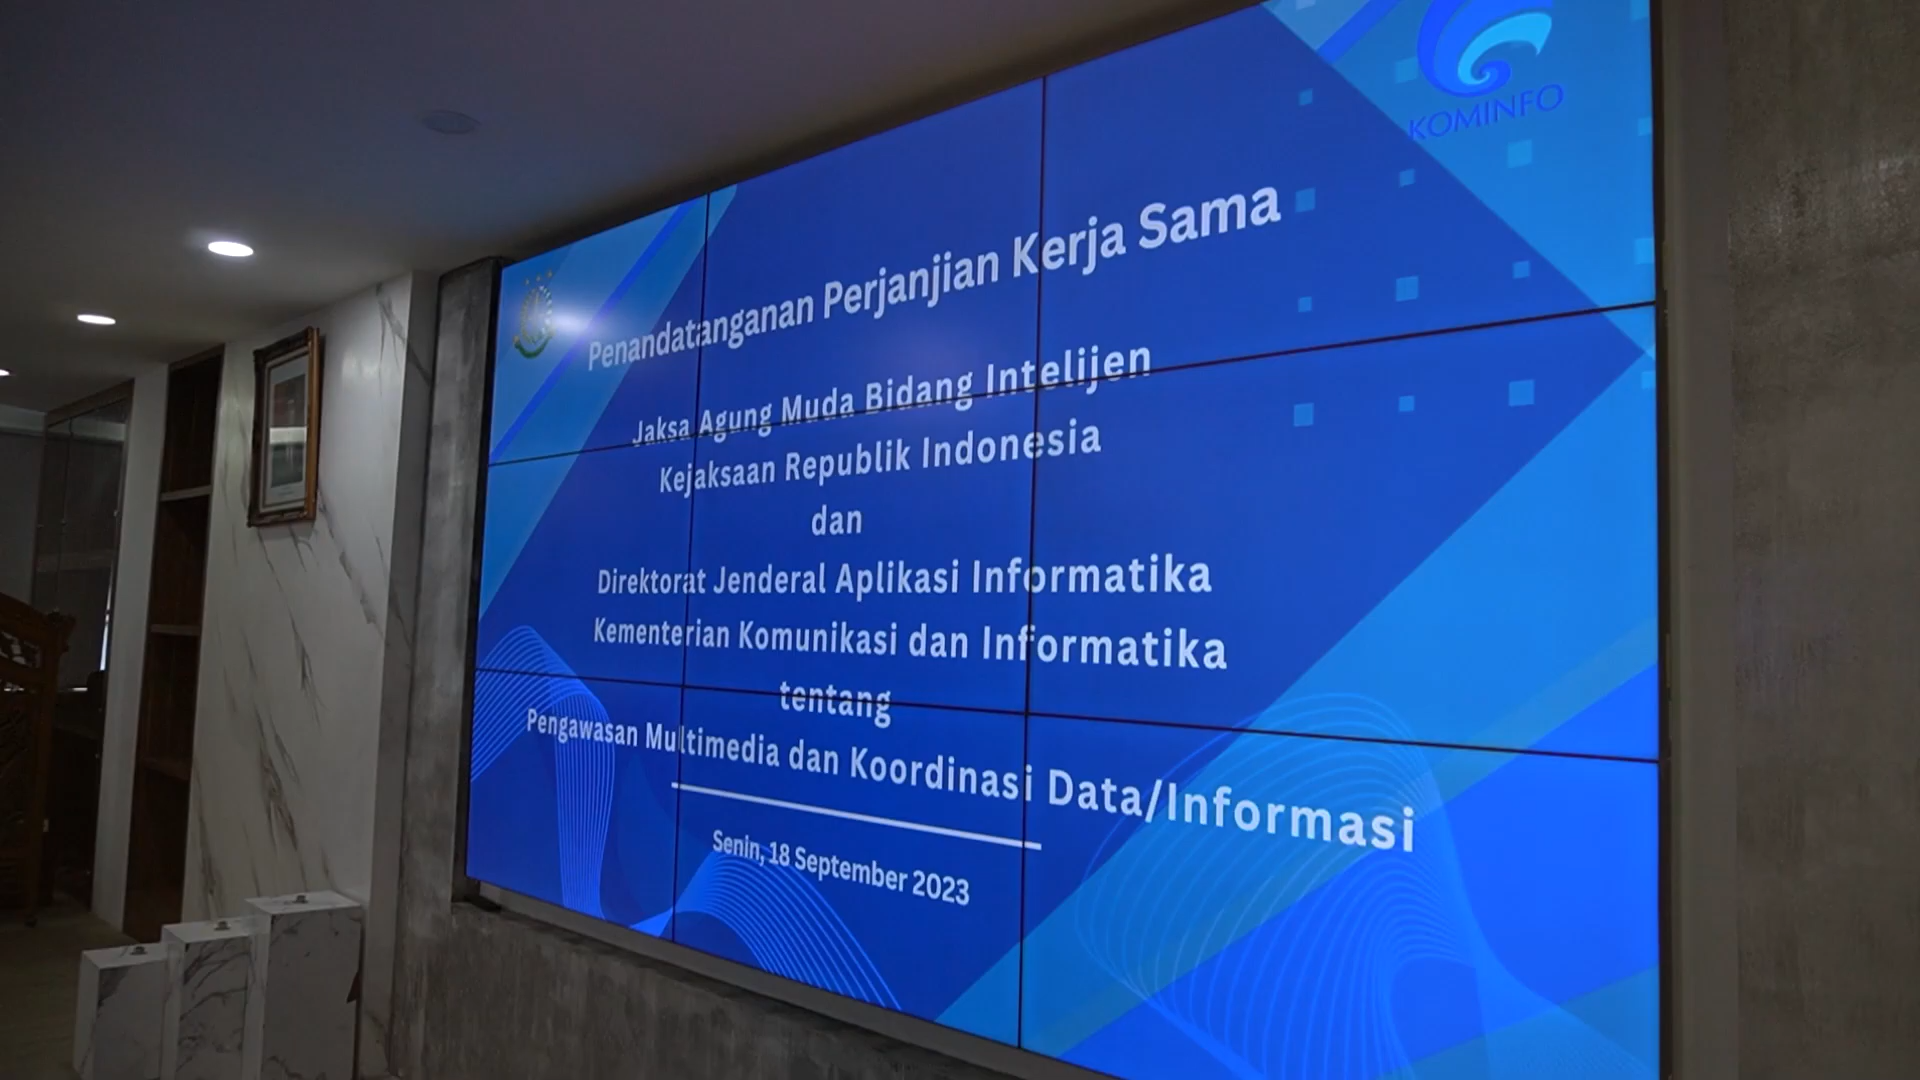 KOMINFO
Penandatanganan Perjanjian Kerja Sama
Jaksa Agung Muda Bidang Intelijen
Kejaksaan Republik Indonesia
dan
Direktorat Jenderal Aplikasi Informatika
Kementerian Komunikasi dan Informatika
tentang
Pengawasan Multimedia dan Koordinasi Data/Informasi
Senin, 18 September 2023